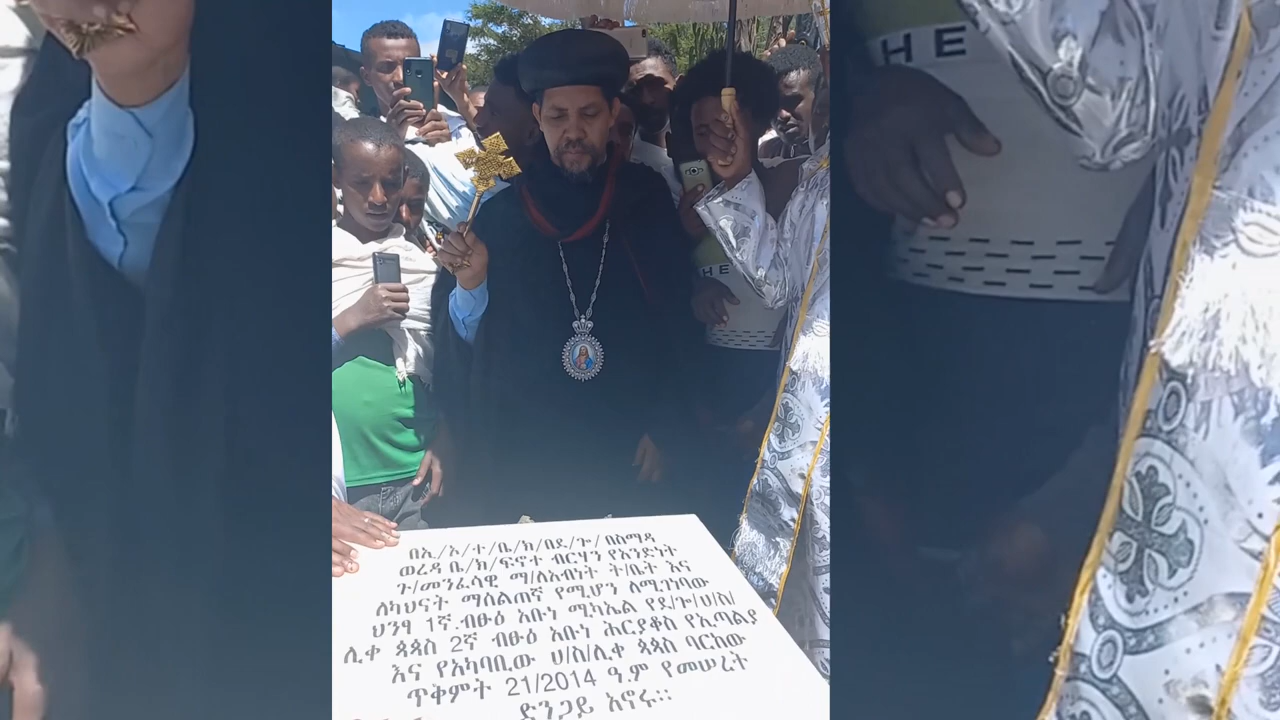 በኢ/ኦ/ተ/ቤ/ክ/በደ/ጉ/ በስማዳ
ወረዳ ቤ/ክ/ፍኖተ ብርሃን የአንድነት
ጉ/መንፈሳዊ ማ/ለአብነት ት/ቤት እና
ለካህናት ማሰልጠኛ የሚሆን ለሚገነባው
ህንፃ 1ኛ.ብፁዕ አቡነ ሚካኤል የደ/ጉ/ሀ/ስ/
ሊቀ ጳጳስ 2ኛ ብፁዕ አቡነ ሕርያቆስ የኢጣልያ
እና የአካባቢው ሀ/ስ/ሊቀ ጳጳስ ባርከው
ጥቅምት 21/2014 ዓ.ም የመሠረት
ድንጋይ አኖሩ፡፡
HE